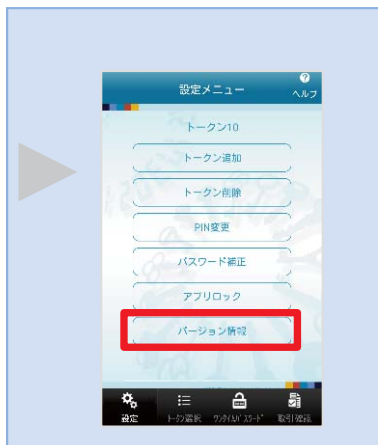 ?
設定メニュー
ヘルプ
トークン10
トークン追加
トークン削除
PIN変更
パスワード補正
アプリロック
バージョン情報
設定
トークン選択
ワンタイムパスワード
取引確認